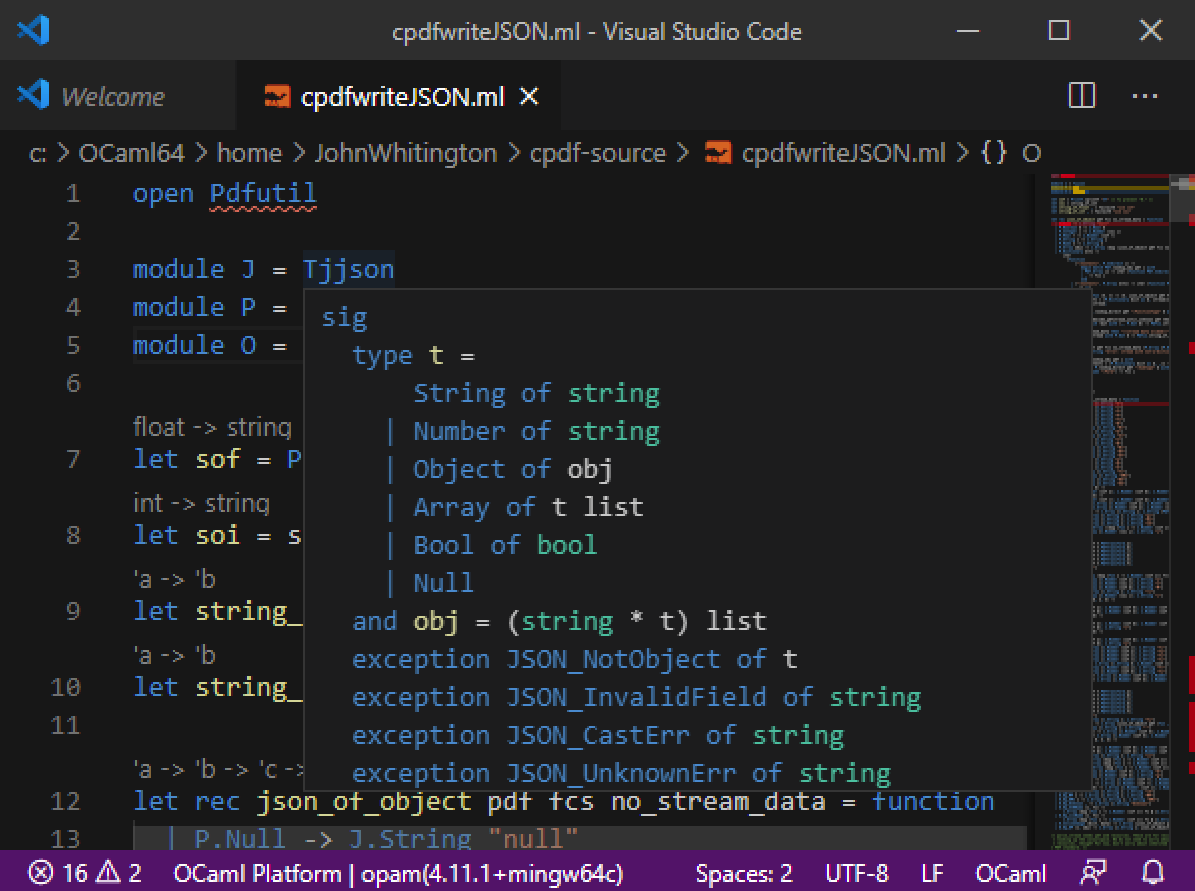 cpdfwriteJSON.ml - Visual Studio Code
Welcome
cpdfwriteJSON.ml
c: > OCaml64 > home > JohnWhitington > cpdf-source > cpdfwriteJSON.ml > {} O
1 open Pdfutil
2
3 module J = Tjjson
4 module P =
sig
5 module O =
type t =
6
String of string
| Number of string
float -> string
7 let sof = P
| Object of obj
int -> string
| Array of t list
8 let soi = s
| Bool of bool
'a -> 'b
| Null
9 let string_
and obj = (string * t) list
'a -> 'b
exception JSON_NotObject of t
10 let string_
exception JSON_InvalidField of string
11
exception JSON_CastErr of string
'a -> 'b -> 'c ->
exception JSON_UnknownErr of string
12 let rec json_of_object pdf fcs no_stream_data = function
13 | P.Null -> J.String "null"
16 2 OCaml Platform | opam(4.11.1+mingw64c) Spaces: 2 UTF-8 LF OCaml